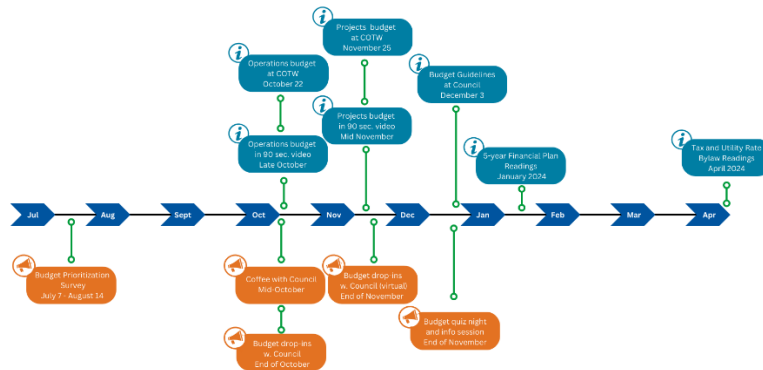 Projects budget
at COTW
November 25
Operations budget
at COTW
October 22
Budget Guidelines
at Council
December 3
Projects budget
in 90 sec. video
Mid November
Operations budget
in 90 sec. video
Late October
5-year Financial Plan
Readings
January 2024
Tax and Utility Rate
Bylaw Readings
April 2024
Jul
Aug
Sept
Oct
Nov
Dec
Jan
Feb
Mar
Apr
Budget Prioritization
Survey
July 7 - August 14
Coffee with Council
Mid-October
Budget drop-ins
w. Council (virtual)
End of November
Budget drop-ins
w. Council
End of October
Budget quiz night
and info session
End of November